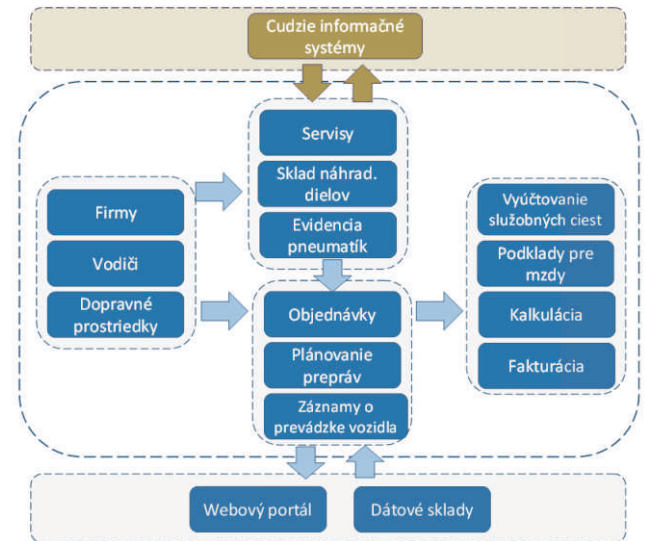 Cudzie informačné
systémy
Servisy
Sklad náhrad.
dielov
Evidencia
pneumatík
Firmy
Vodiči
Dopravné
prostriedky
Objednávky
Plánovanie
prepráv
Záznamy o
prevádzke vozidla
Vyúčtovanie
služobných ciest
Podklady pre
mzdy
Kalkulácia
Fakturácia
Webový portál
Dátové sklady